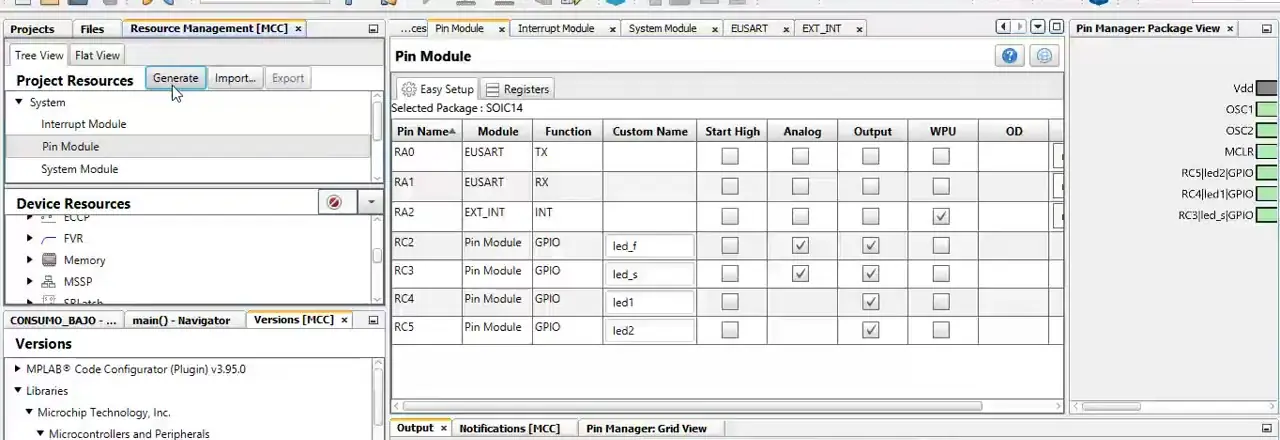 Projects Files Resource Management [MCC] ×
Tree View Flat View
Project Resources Generate Import... Export
System
Interrupt Module
Pin Module
System Module
Device Resources
ECCP
FVR
Memory
MSSP
SRLatch
CONSUMO_BAJO - ... main() - Navigator Versions [MCC] ×
Versions
MPLAB® Code Configurator (Plugin) v3.95.0
Libraries
Microchip Technology, Inc.
Microcontrollers and Peripherals
...ces Pin Module × Interrupt Module × System Module × EUSART × EXT_INT ×
Pin Module
Easy Setup Registers
Selected Package : SOIC14
Pin Name Module Function Custom Name Start High Analog Output WPU OD
RA0 EUSART TX
RA1 EUSART RX
RA2 EXT_INT INT
RC2 Pin Module GPIO led_f
RC3 Pin Module GPIO led_s
RC4 Pin Module GPIO led1
RC5 Pin Module GPIO led2
Output × Notifications [MCC] Pin Manager: Grid View
Pin Manager: Package View ×
Vdd
OSC1
OSC2
MCLR
RC5|led2|GPIO
RC4|led1|GPIO
RC3|led_s|GPIO